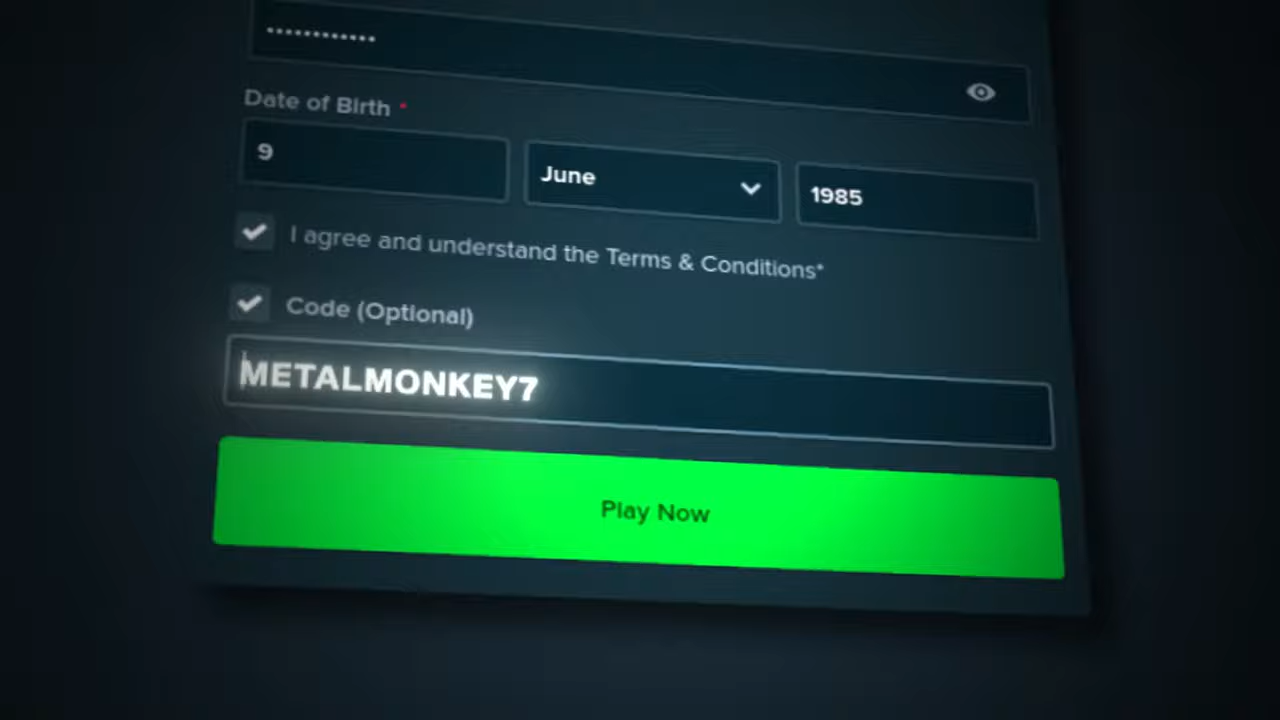 ••••••••••••
Date of Birth •
9
June
1985
I agree and understand the Terms & Conditions*
Code (Optional)
METALMONKEY7
Play Now